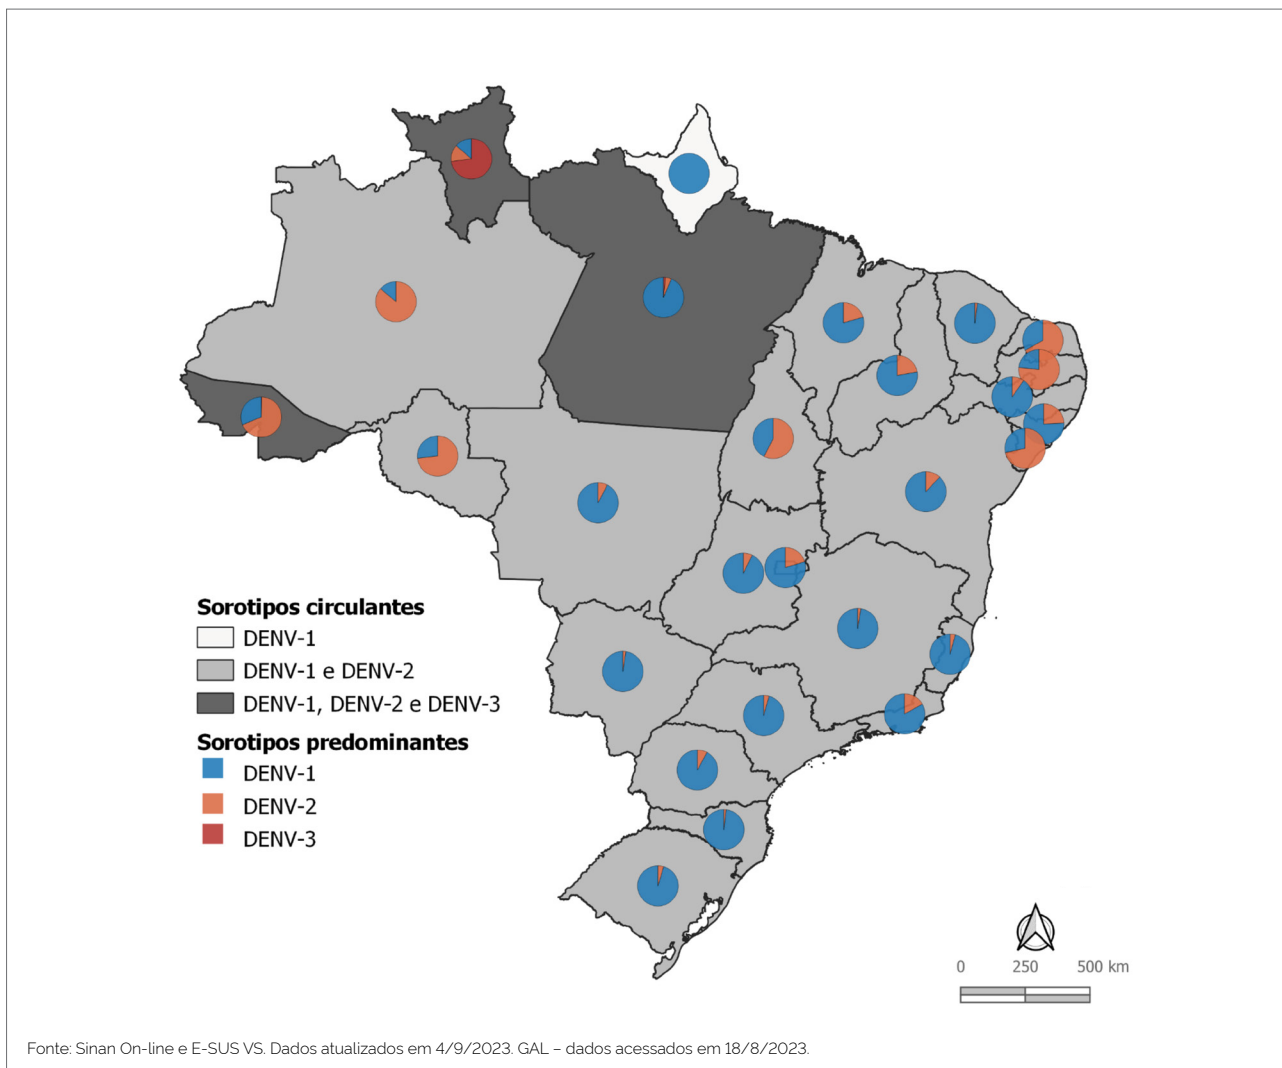 Sorotipos circulantes
DENV-1
DENV-1 e DENV-2
DENV-1, DENV-2 e DENV-3
Sorotipos predominantes
DENV-1
DENV-2
DENV-3
0 250 500 km
Fonte: Sinan On-line e E-SUS VS. Dados atualizados em 4/9/2023. GAL – dados acessados em 18/8/2023.